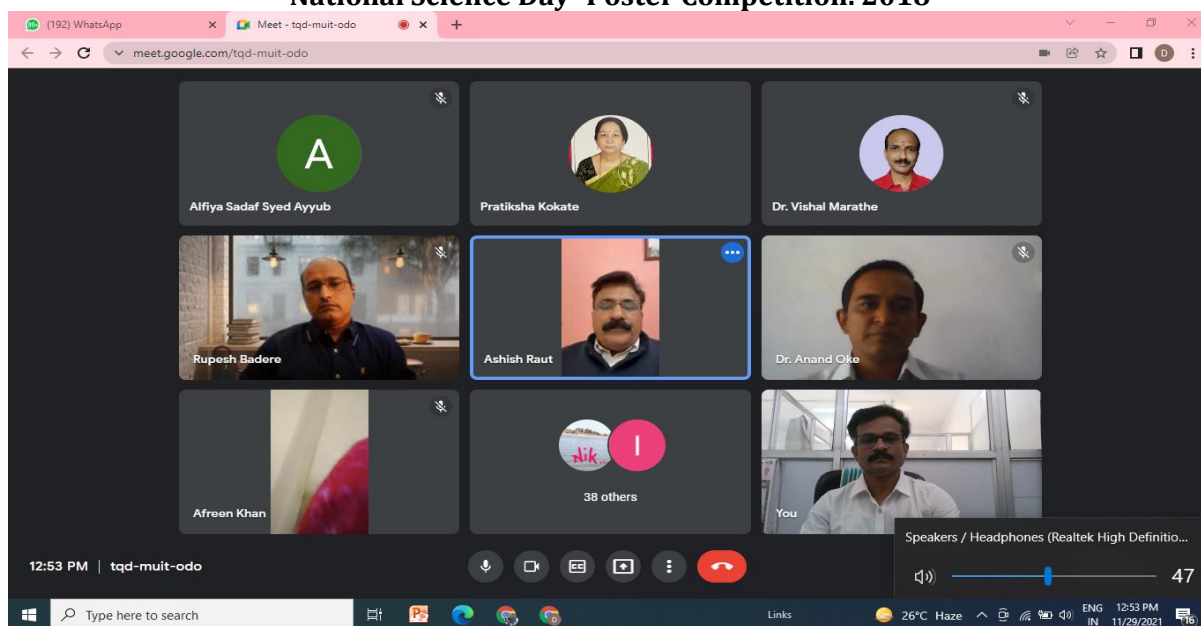 National Science Day- Poster Competition: 2018
(192) WhatsApp
Meet - tqd-muit-odo
meet.google.com/tqd-muit-odo
D
A
Alfiya Sadaf Syed Ayyub
Pratiksha Kokate
Dr. Vishal Marathe
Rupesh Badere
Ashish Raut
Dr. Anand Oke
Afreen Khan
Nik
I
38 others
You
Speakers / Headphones (Realtek High Definitio...
47
12:53 PM | tqd-muit-odo
CC
Type here to search
Links
26°C Haze
ENG
IN
12:53 PM
11/29/2021
16